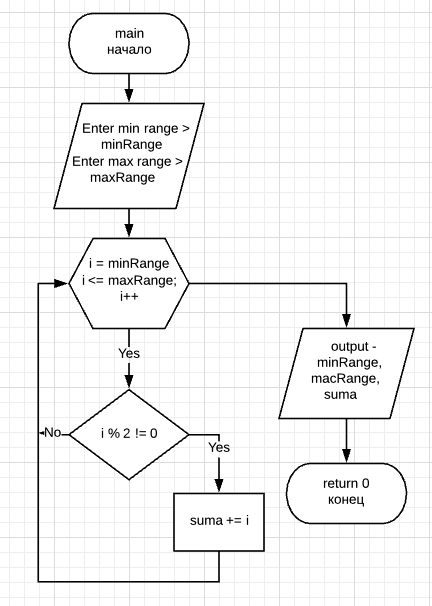 main
начало
Enter min range >
minRange
Enter max range >
maxRange
i = minRange
i <= maxRange;
i++
Yes
i % 2 != 0
No
Yes
suma += i
output -
minRange,
macRange,
suma
return 0
конец